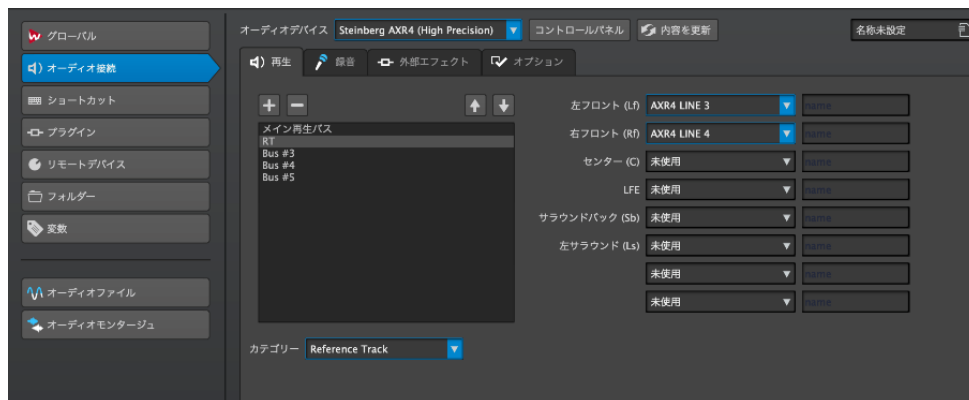 グローバル
オーディオ接続
ショートカット
プラグイン
リモートデバイス
フォルダー
変数
オーディオファイル
オーディオモンタージュ
オーディオデバイス Steinberg AXR4 (High Precision) コントロールパネル 内容を更新 名称未設定
再生 録音 外部エフェクト オプション
メイン再生バス
RT
Bus #3
Bus #4
Bus #5
カテゴリー Reference Track
左フロント (Lf) AXR4 LINE 3 name
右フロント (Rf) AXR4 LINE 4 name
センター (C) 未使用 name
LFE 未使用 name
サラウンドバック (Sb) 未使用 name
左サラウンド (Ls) 未使用 name
未使用 name
未使用 name